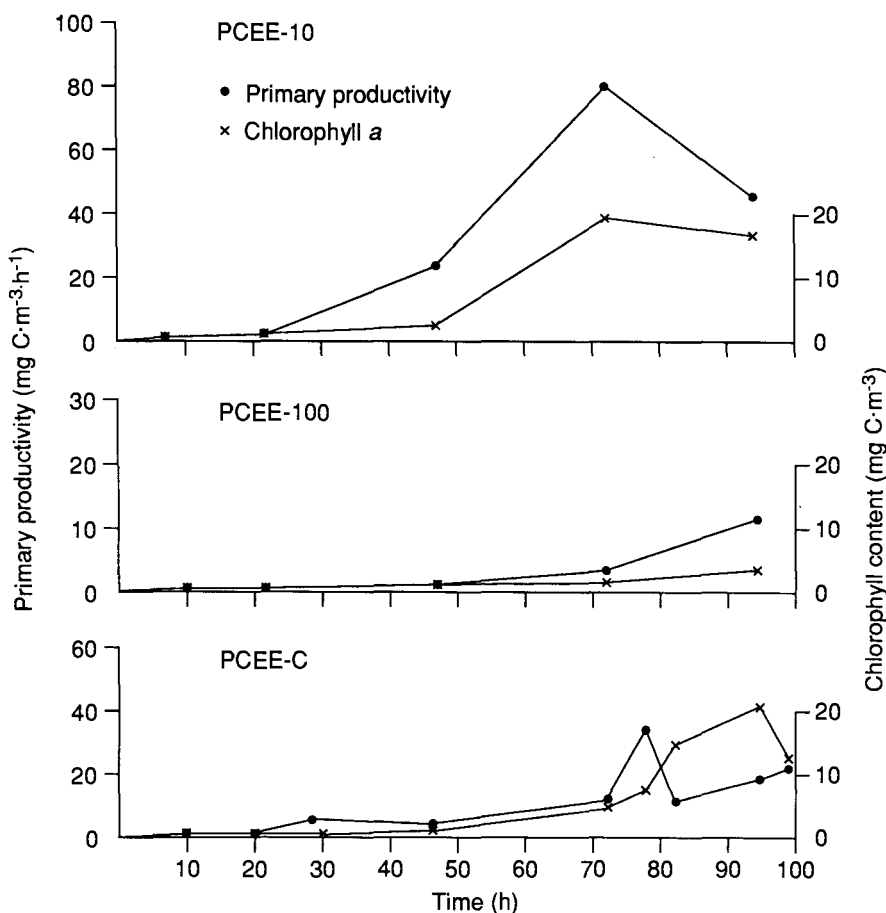 PCEE-10
• Primary productivity
× Chlorophyll a
100
80
60
40
20
0
20
10
0
PCEE-100
30
20
10
0
20
10
0
PCEE-C
60
40
20
0
20
10
0
10 20 30 40 50 60 70 80 90 100
Time (h)
Primary productivity (mg C·m⁻³·h⁻¹)
Chlorophyll content (mg C·m⁻³)